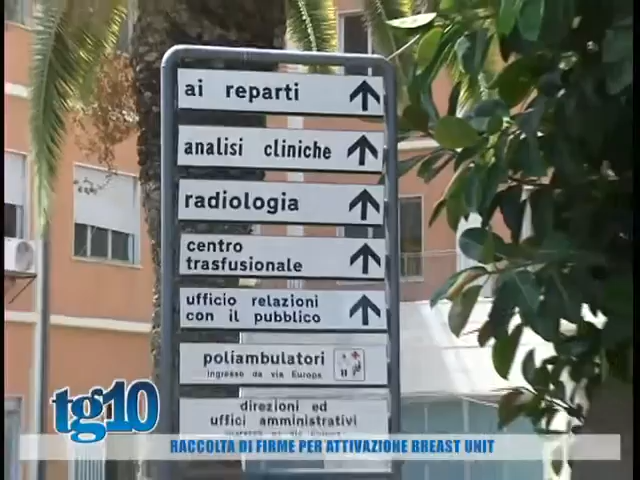 ai reparti
analisi cliniche
radiologia
centro
trasfusionale
ufficio relazioni
con il pubblico
poliambulatori
ingresso da via Europa
direzioni ed
uffici amministrativi
tg10
RACCOLTA DI FIRME PER ATTIVAZIONE BREAST UNIT